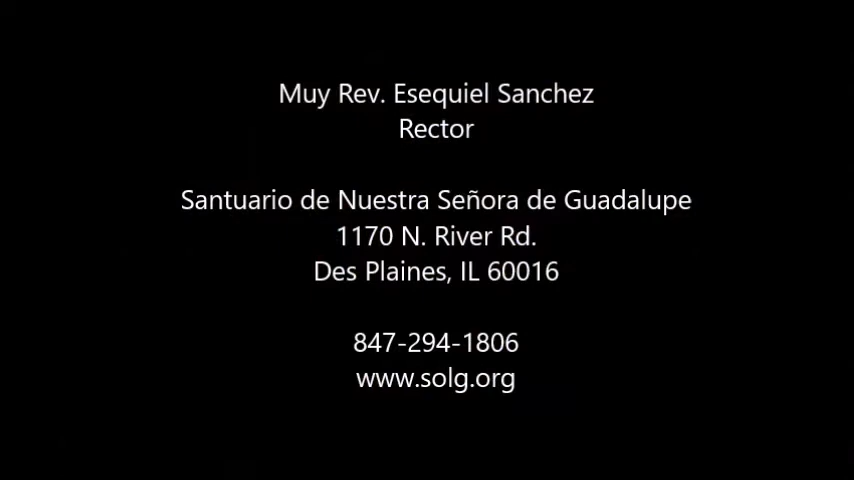 Muy Rev. Esequiel Sanchez
Rector
Santuario de Nuestra Señora de Guadalupe
1170 N. River Rd.
Des Plaines, IL 60016
847-294-1806
www.solg.org